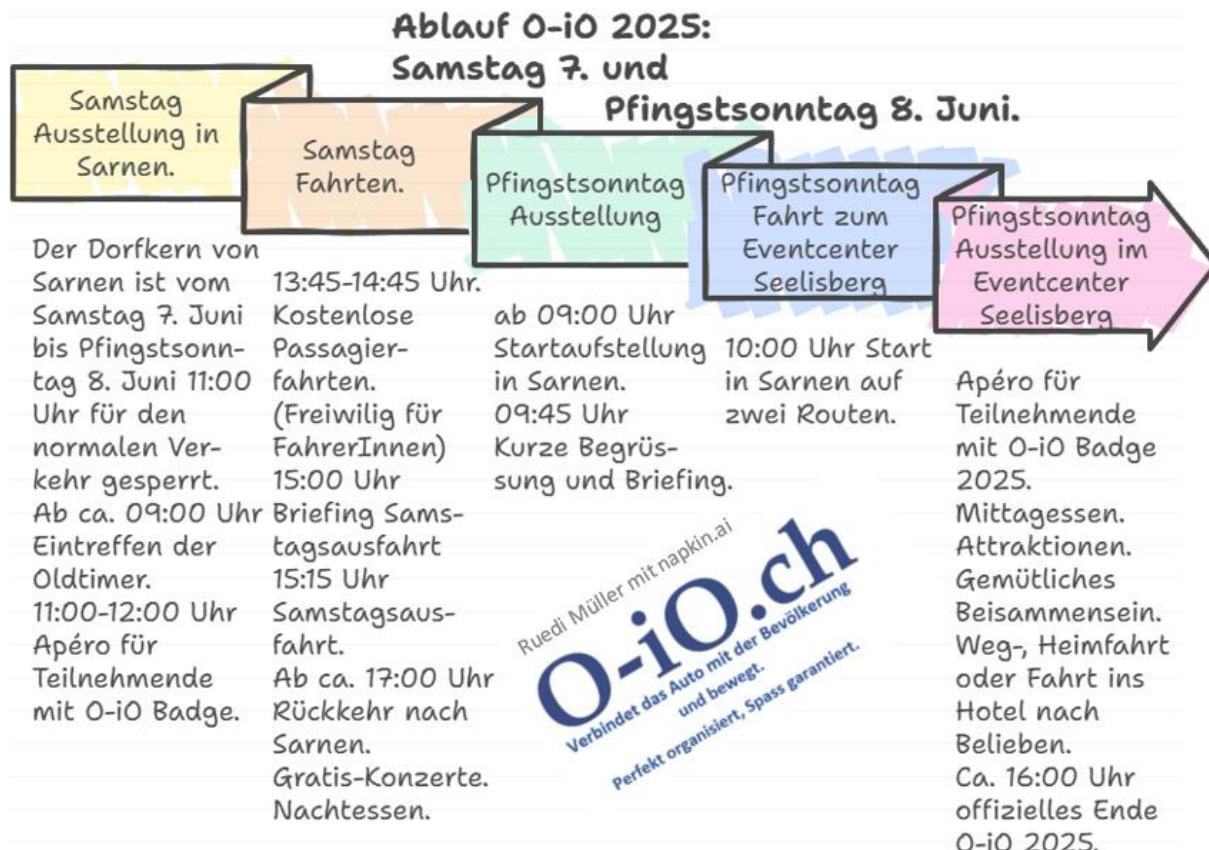 Ablauf O-iO 2025:
Samstag 7. und
Pfingstsonntag 8. Juni.
Samstag
Ausstellung in
Sarnen.
Der Dorfkern von
Sarnen ist vom
Samstag 7. Juni
bis Pfingstsonn-
tag 8. Juni 11:00
Uhr für den
normalen Ver-
kehr gesperrt.
Ab ca. 09:00 Uhr
Eintreffen der
Oldtimer.
11:00-12:00 Uhr
Apéro für
Teilnehmende
mit O-iO Badge.
Samstag
Fahrten.
13:45-14:45 Uhr.
Kostenlose
Passagier-
fahrten.
(Freiwilig für
FahrerInnen)
15:00 Uhr
Briefing Sams-
tagsausfahrt
15:15 Uhr
Samstagsaus-
fahrt.
Ab ca. 17:00 Uhr
Rückkehr nach
Sarnen.
Gratis-Konzerte.
Nachtessen.
Pfingstsonntag
Ausstellung
ab 09:00 Uhr
Startaufstellung
in Sarnen.
09:45 Uhr
Kurze Begrüs-
sung und Briefing.
Pfingstsonntag
Fahrt zum
Eventcenter
Seelisberg
10:00 Uhr Start
in Sarnen auf
zwei Routen.
Pfingstsonntag
Ausstellung im
Eventcenter
Seelisberg
Apéro für
Teilnehmende
mit O-iO Badge
2025.
Mittagessen.
Attraktionen.
Gemütliches
Beisammensein.
Weg-, Heimfahrt
oder Fahrt ins
Hotel nach
Belieben.
Ca. 16:00 Uhr
offizielles Ende
O-iO 2025.
Ruedi Müller mit napkin.ai
O-iO.ch
Verbindet das Auto mit der Bevölkerung
und bewegt.
Perfekt organisiert, Spass garantiert.